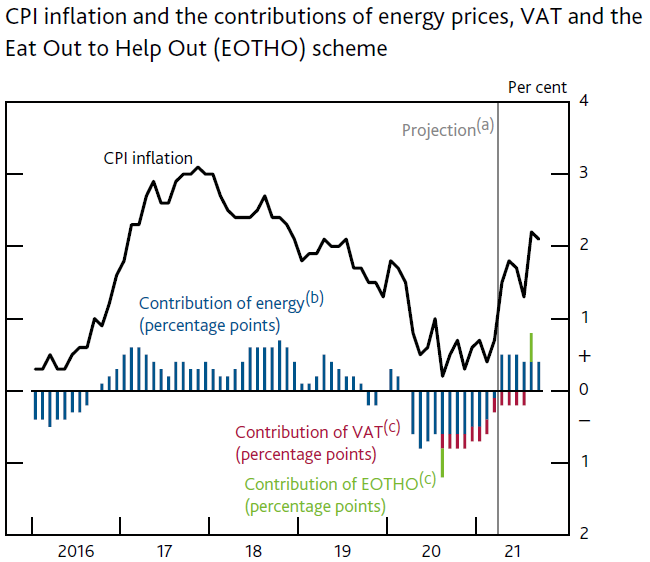 CPI inflation and the contributions of energy prices, VAT and the
Eat Out to Help Out (EOTHO) scheme
Per cent
4
Projection(a)
CPI inflation
3
2
Contribution of energy(b)
(percentage points)
1
+
0
–
Contribution of VAT(c)
(percentage points)
1
Contribution of EOTHO(c)
(percentage points)
2
2016 17 18 19 20 21